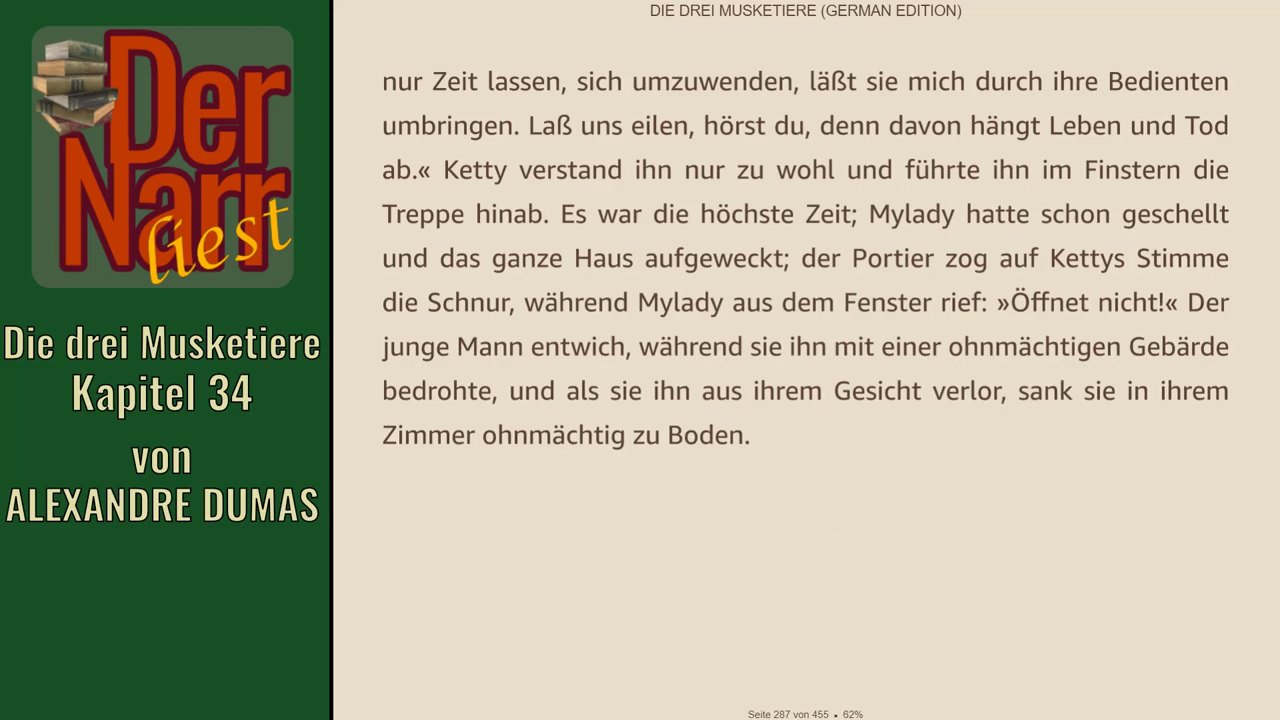 Der
Narr
liest
Die drei Musketiere
Kapitel 34
von
ALEXANDRE DUMAS
DIE DREI MUSKETIERE (GERMAN EDITION)
nur Zeit lassen, sich umzuwenden, läßt sie mich durch ihre Bedienten
umbringen. Laß uns eilen, hörst du, denn davon hängt Leben und Tod
ab.« Ketty verstand ihn nur zu wohl und führte ihn im Finstern die
Treppe hinab. Es war die höchste Zeit; Mylady hatte schon geschellt
und das ganze Haus aufgeweckt; der Portier zog auf Kettys Stimme
die Schnur, während Mylady aus dem Fenster rief: »Öffnet nicht!« Der
junge Mann entwich, während sie ihn mit einer ohnmächtigen Gebärde
bedrohte, und als sie ihn aus ihrem Gesicht verlor, sank sie in ihrem
Zimmer ohnmächtig zu Boden.
Seite 287 von 455 • 62%